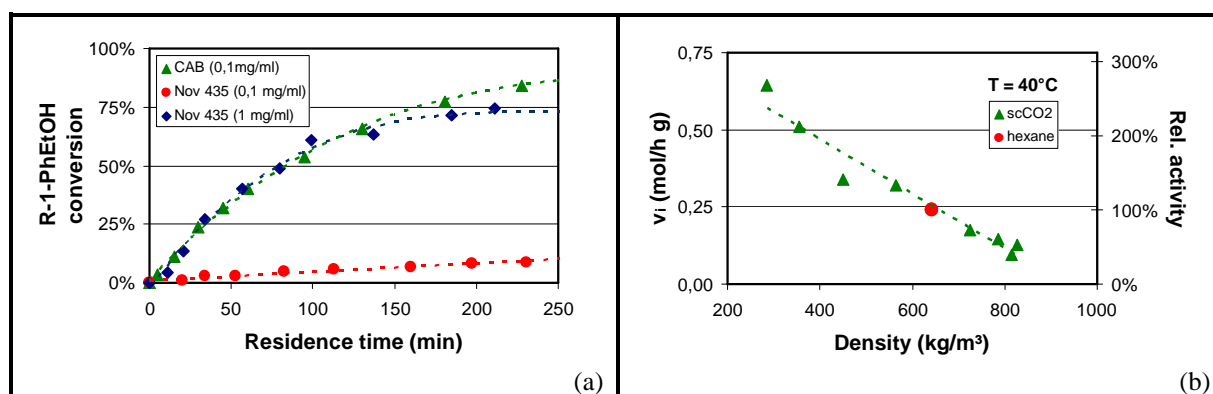 100%
75%
50%
25%
0%
R-1-PhEtOH
conversion
CAB (0,1mg/ml)
Nov 435 (0,1 mg/ml)
Nov 435 (1 mg/ml)
0 50 100 150 200 250
Residence time (min)
(a)
0,75
0,50
0,25
0,00
v₁ (mol/h g)
T = 40°C
scCO2
hexane
300%
200%
100%
0%
Rel. activity
200 400 600 800 1000
Density (kg/m³)
(b)